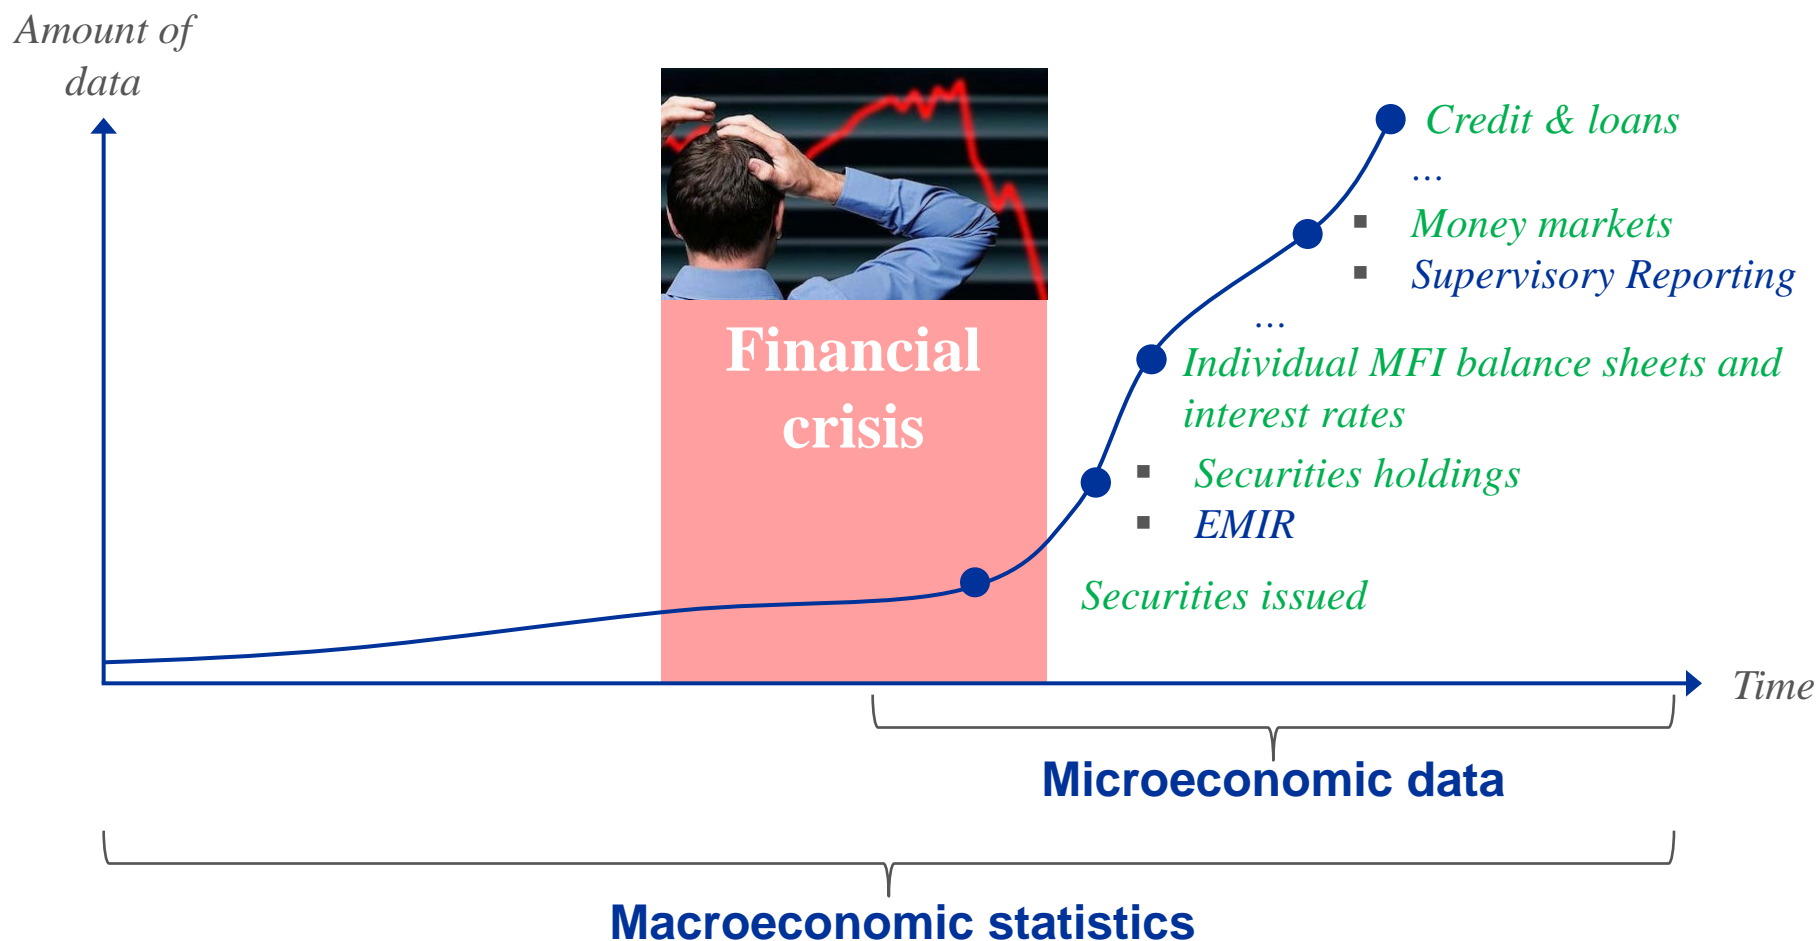 Amount of
data
Credit & loans
...
▪ Money markets
▪ Supervisory Reporting
...
Financial
crisis
Individual MFI balance sheets and
interest rates
▪ Securities holdings
▪ EMIR
Securities issued
Time
Microeconomic data
Macroeconomic statistics